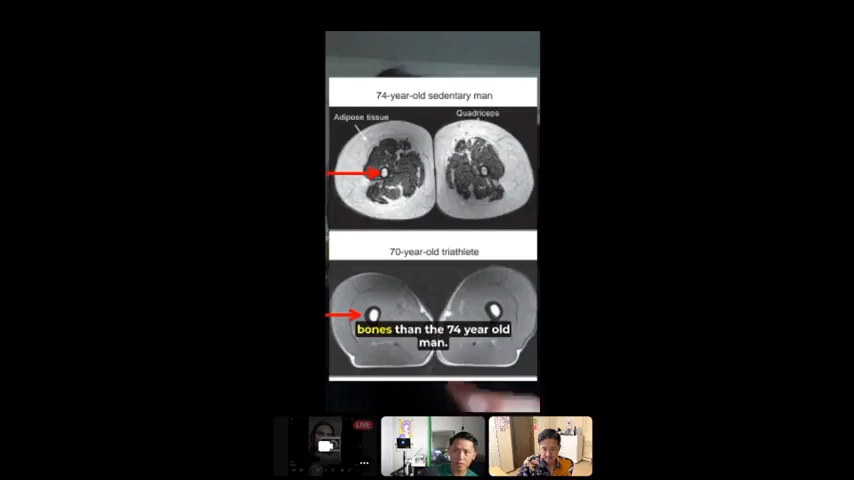 74-year-old sedentary man
Adipose tissue
Quadriceps
70-year-old triathlete
bones than the 74 year old
man.
LIVE